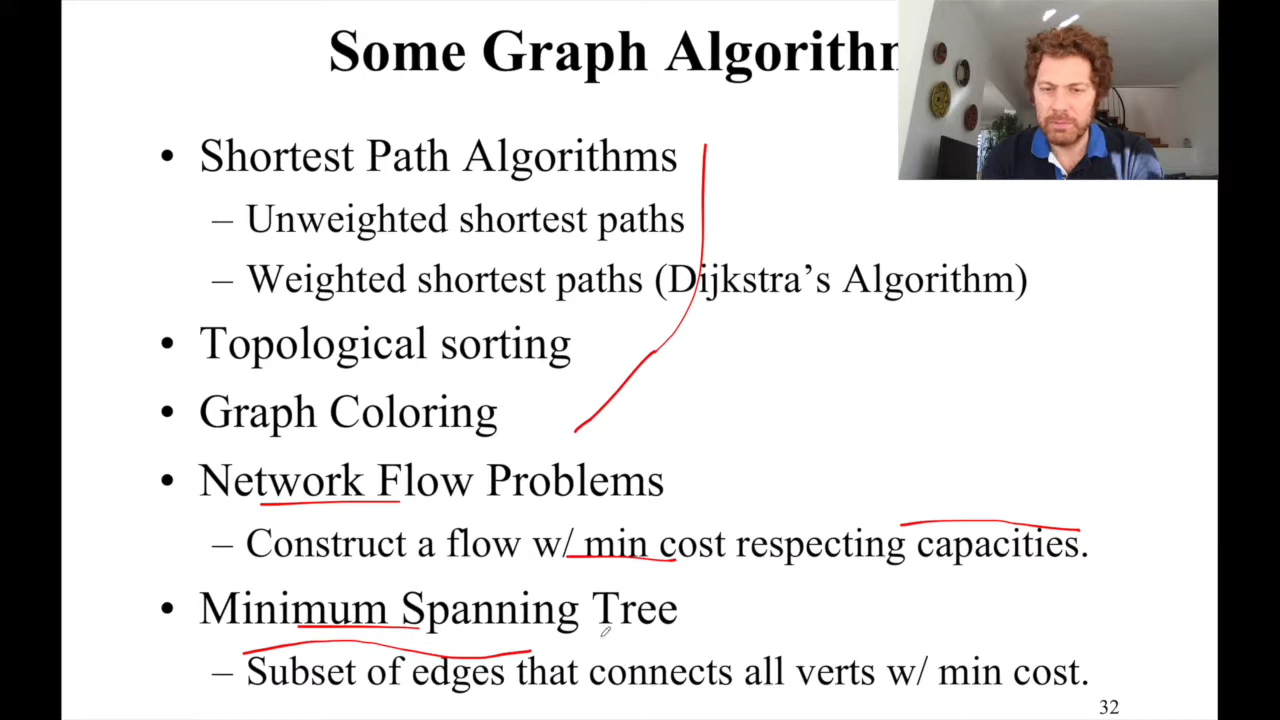 Some Graph Algorith
• Shortest Path Algorithms
– Unweighted shortest paths
– Weighted shortest paths (Dijkstra’s Algorithm)
• Topological sorting
• Graph Coloring
• Network Flow Problems
– Construct a flow w/ min cost respecting capacities.
• Minimum Spanning Tree
– Subset of edges that connects all verts w/ min cost.
32